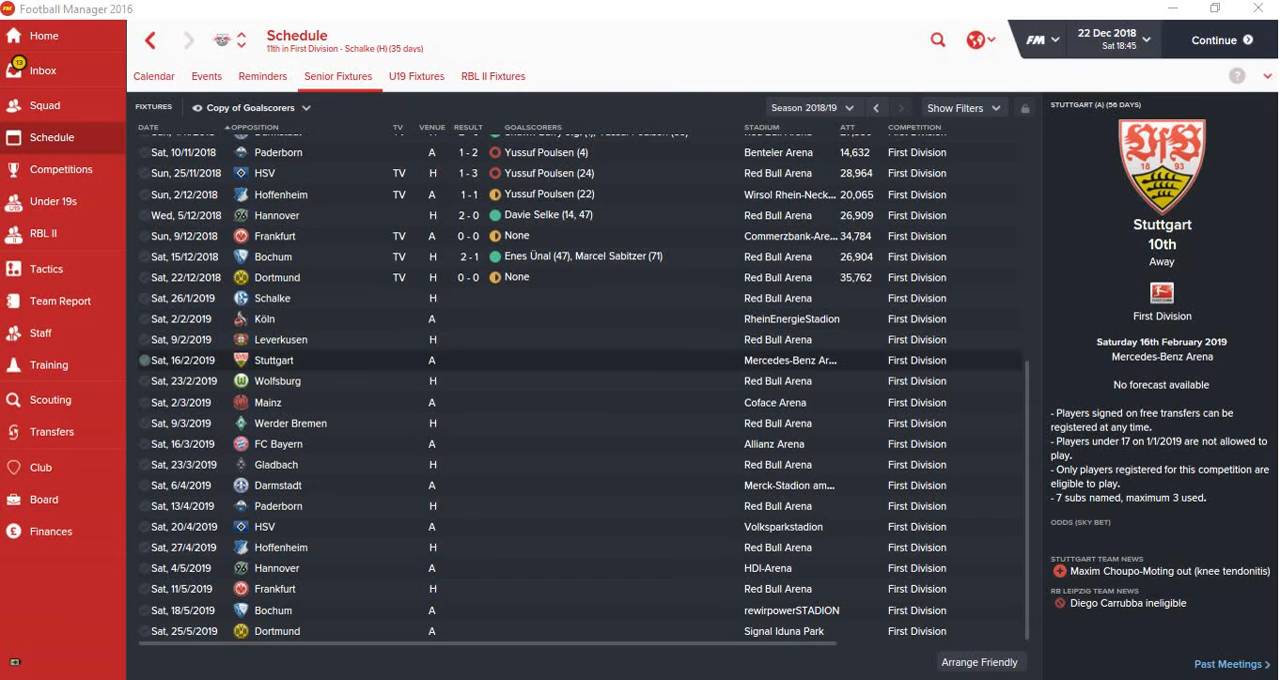 Football Manager 2016
Home
13
Inbox
Squad
Schedule
Competitions
Under 19s
RBL II
Tactics
Team Report
Staff
Training
Scouting
Transfers
Club
Board
Finances
Schedule
11th in First Division - Schalke (H) (35 days)
FM
22 Dec 2018
Sat 18:45
Continue
Calendar Events Reminders Senior Fixtures U19 Fixtures RBL II Fixtures
FIXTURES Copy of Goalscorers Season 2018/19 Show Filters
DATE OPPOSITION TV VENUE RESULT GOALSCORERS STADIUM ATT COMPETITION
Sat, 10/11/2018 Paderborn A 1 - 2 Yussuf Poulsen (4) Benteler Arena 14,632 First Division
Sun, 25/11/2018 HSV TV H 1 - 3 Yussuf Poulsen (24) Red Bull Arena 28,964 First Division
Sun, 2/12/2018 Hoffenheim TV A 1 - 1 Yussuf Poulsen (22) Wirsol Rhein-Neck... 20,065 First Division
Wed, 5/12/2018 Hannover H 2 - 0 Davie Selke (14, 47) Red Bull Arena 26,909 First Division
Sun, 9/12/2018 Frankfurt TV A 0 - 0 None Commerzbank-Are... 34,784 First Division
Sat, 15/12/2018 Bochum TV H 2 - 1 Enes Ünal (47), Marcel Sabitzer (71) Red Bull Arena 26,904 First Division
Sat, 22/12/2018 Dortmund TV H 0 - 0 None Red Bull Arena 35,762 First Division
Sat, 26/1/2019 Schalke H Red Bull Arena First Division
Sat, 2/2/2019 Köln A RheinEnergieStadion First Division
Sat, 9/2/2019 Leverkusen H Red Bull Arena First Division
Sat, 16/2/2019 Stuttgart A Mercedes-Benz Ar... First Division
Sat, 23/2/2019 Wolfsburg H Red Bull Arena First Division
Sat, 2/3/2019 Mainz A Coface Arena First Division
Sat, 9/3/2019 Werder Bremen H Red Bull Arena First Division
Sat, 16/3/2019 FC Bayern A Allianz Arena First Division
Sat, 23/3/2019 Gladbach H Red Bull Arena First Division
Sat, 6/4/2019 Darmstadt A Merck-Stadion am... First Division
Sat, 13/4/2019 Paderborn H Red Bull Arena First Division
Sat, 20/4/2019 HSV A Volksparkstadion First Division
Sat, 27/4/2019 Hoffenheim H Red Bull Arena First Division
Sat, 4/5/2019 Hannover A HDI-Arena First Division
Sat, 11/5/2019 Frankfurt H Red Bull Arena First Division
Sat, 18/5/2019 Bochum A rewirpowerSTADION First Division
Sat, 25/5/2019 Dortmund A Signal Iduna Park First Division
Arrange Friendly
STUTTGART (A) (56 DAYS)
VfB
18 93
Stuttgart
10th
Away
First Division
Saturday 16th February 2019
Mercedes-Benz Arena
No forecast available
- Players signed on free transfers can be
registered at any time.
- Players under 17 on 1/1/2019 are not allowed to
play.
- Only players registered for this competition are
eligible to play.
- 7 subs named, maximum 3 used.
ODDS (SKY BET)
STUTTGART TEAM NEWS
Maxim Choupo-Moting out (knee tendonitis)
RB LEIPZIG TEAM NEWS
Diego Carrubba ineligible
Past Meetings >